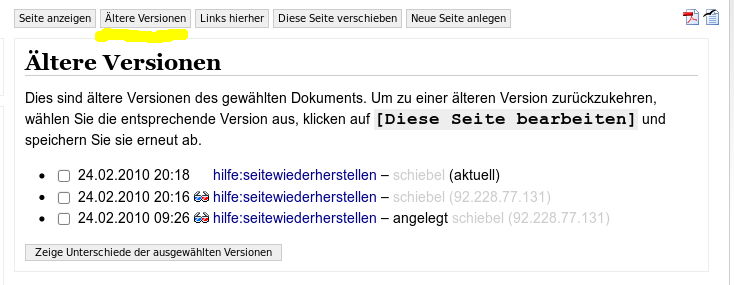 Seite anzeigen Ältere Versionen Links hierher Diese Seite verschieben Neue Seite anlegen
Ältere Versionen
Dies sind ältere Versionen des gewählten Dokuments. Um zu einer älteren Version zurückzukehren,
wählen Sie die entsprechende Version aus, klicken auf [Diese Seite bearbeiten] und
speichern Sie sie erneut ab.
24.02.2010 20:18 hilfe:seitewiederherstellen – schiebel (aktuell)
24.02.2010 20:16 hilfe:seitewiederherstellen – schiebel (92.228.77.131)
24.02.2010 09:26 hilfe:seitewiederherstellen – angelegt schiebel (92.228.77.131)
Zeige Unterschiede der ausgewählten Versionen